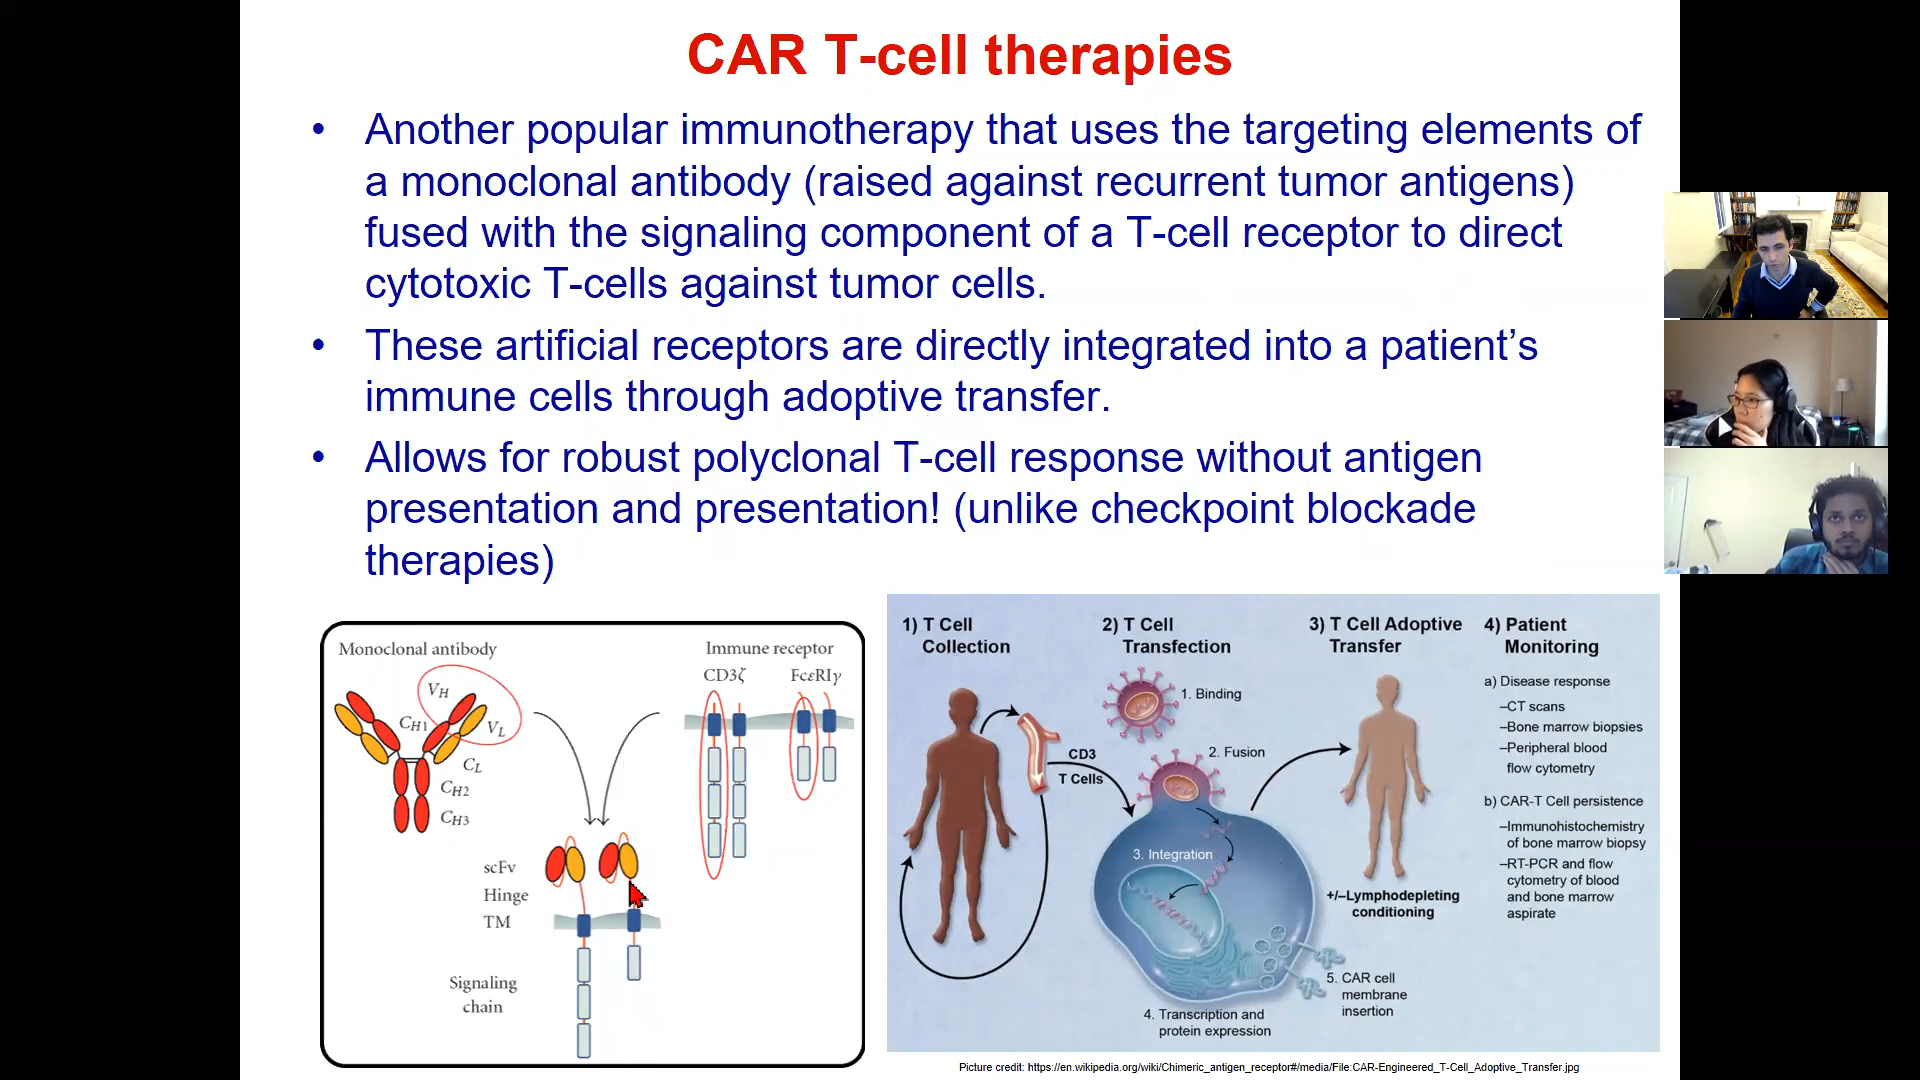 CAR T-cell therapies
• Another popular immunotherapy that uses the targeting elements of
a monoclonal antibody (raised against recurrent tumor antigens)
fused with the signaling component of a T-cell receptor to direct
cytotoxic T-cells against tumor cells.
• These artificial receptors are directly integrated into a patient’s
immune cells through adoptive transfer.
• Allows for robust polyclonal T-cell response without antigen
presentation and presentation! (unlike checkpoint blockade
therapies)
Monoclonal antibody
VH
CH1
VL
CL
CH2
CH3
Immune receptor
CD3ζ
FcεRIγ
scFv
Hinge
TM
Signaling
chain
1) T Cell
Collection
CD3
T Cells
2) T Cell
Transfection
1. Binding
2. Fusion
3. Integration
4. Transcription and
protein expression
5. CAR cell
membrane
insertion
3) T Cell Adoptive
Transfer
+/–Lymphodepleting
conditioning
4) Patient
Monitoring
a) Disease response
–CT scans
–Bone marrow biopsies
–Peripheral blood
flow cytometry
b) CAR-T Cell persistence
–Immunohistochemistry
of bone marrow biopsy
–RT-PCR and flow
cytometry of blood
and bone marrow
aspirate
Picture credit: https://en.wikipedia.org/wiki/Chimeric_antigen_receptor#/media/File:CAR-Engineered_T-Cell_Adoptive_Transfer.jpg